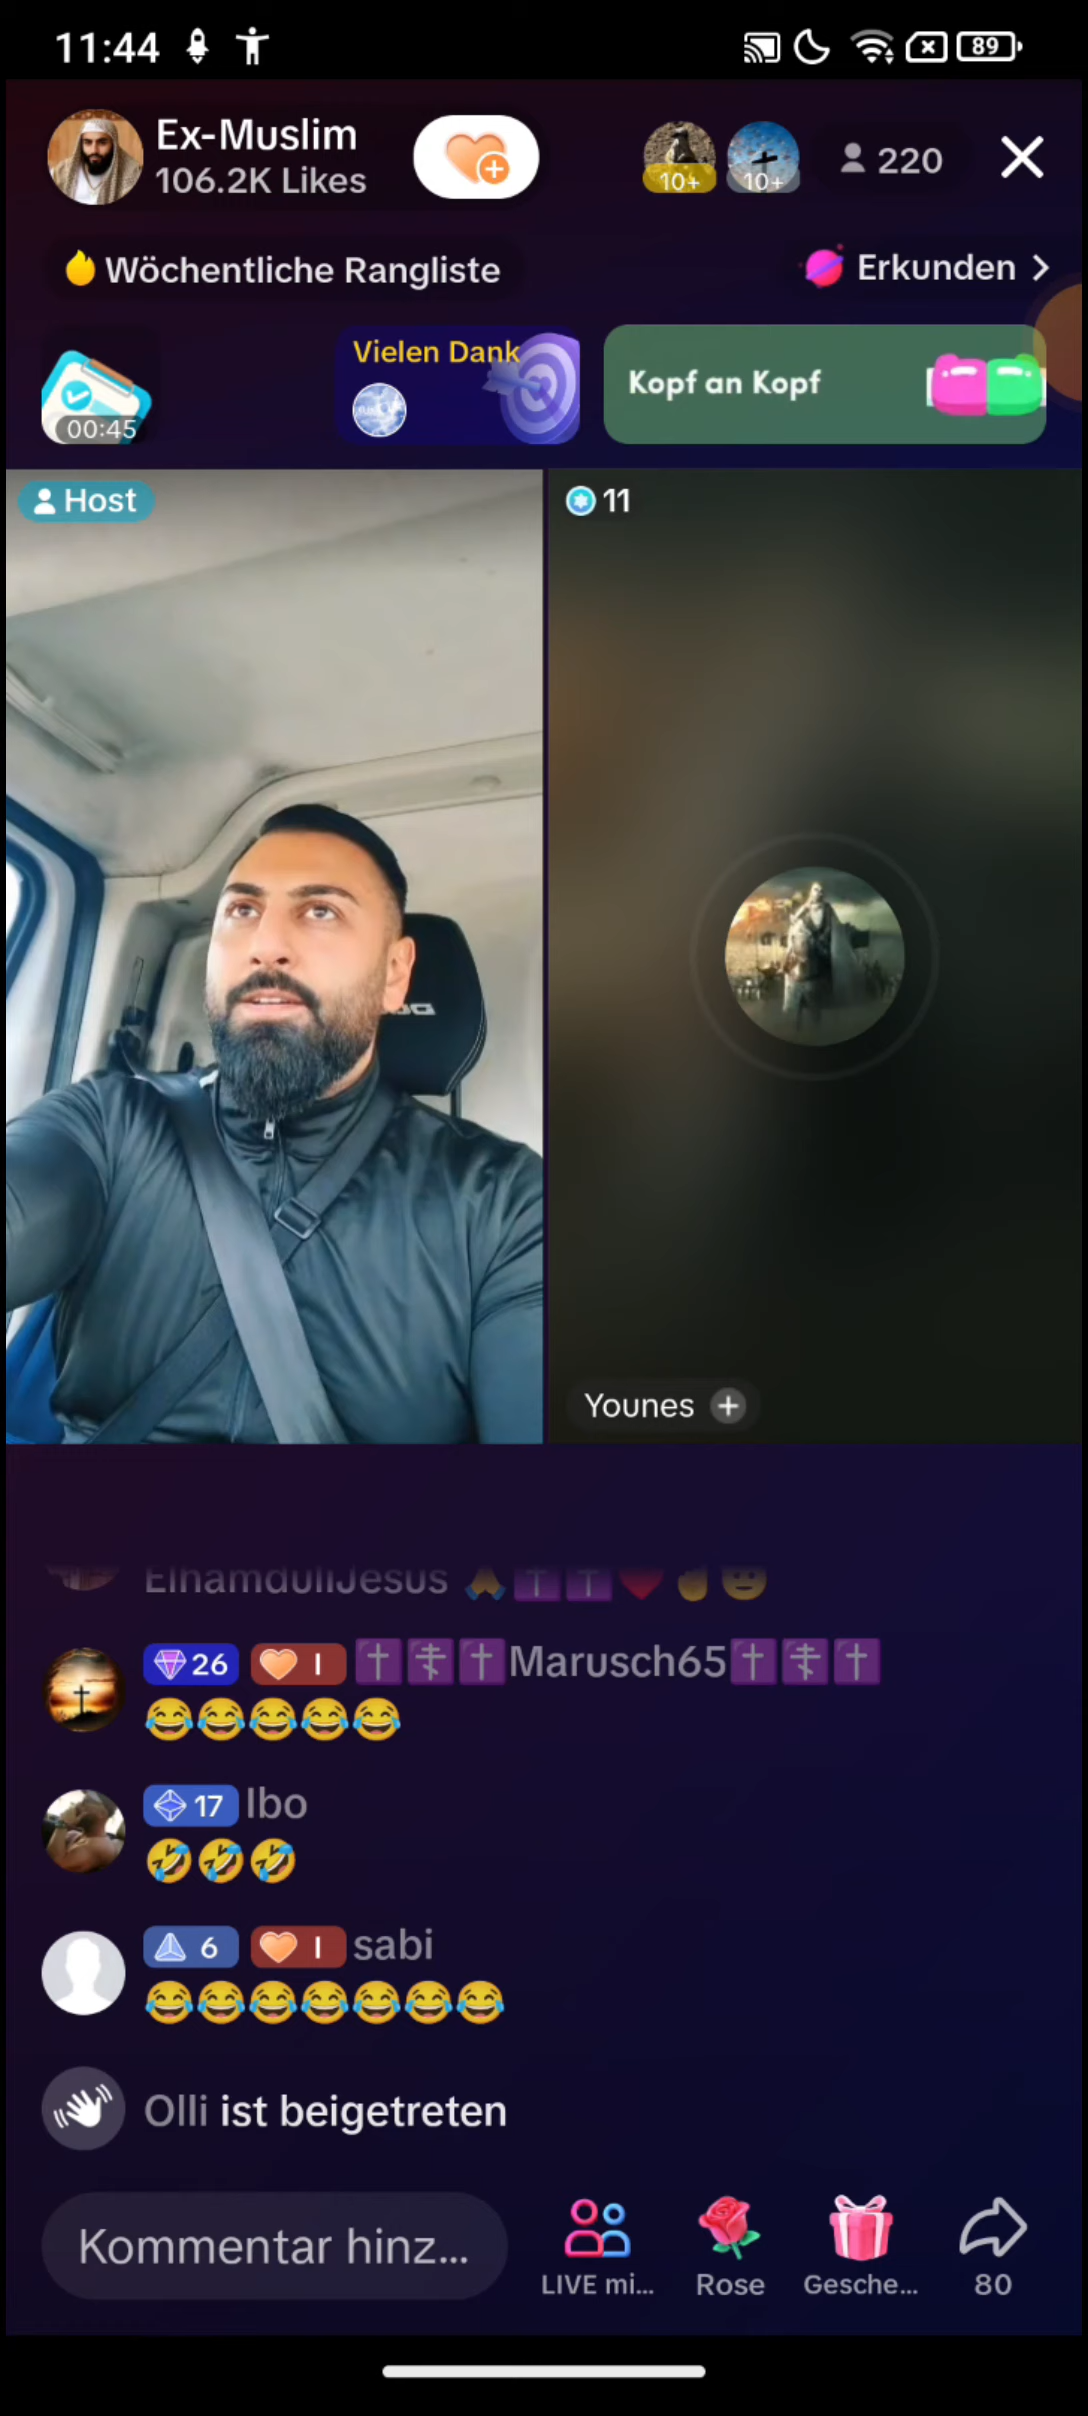 11:44
89
Ex-Muslim
106.2K Likes
10+
10+
220
Wöchentliche Rangliste
Erkunden >
00:45
Vielen Dank
Kopf an Kopf
Host
11
Younes +
ElhamduliJesus 🙏✝️✝️❤️☝️🫡
26 I ✝️☦️✝️Marusch65✝️☦️✝️
😂😂😂😂😂
17 Ibo
🤣🤣🤣
6 I sabi
😂😂😂😂😂😂😂
Olli ist beigetreten
Kommentar hinz...
LIVE mi...
Rose
Gesche...
80